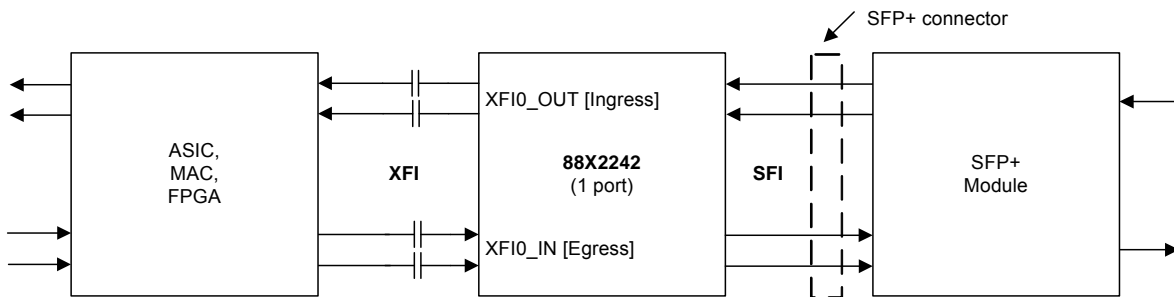 SFP+ connector
XFI0_OUT [Ingress]
ASIC,
MAC,
FPGA
XFI
88X2242
(1 port)
SFI
SFP+
Module
XFI0_IN [Egress]